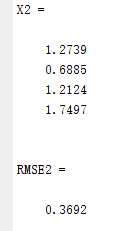 X2 =
1.2739
0.6885
1.2124
1.7497
RMSE2 =
0.3692